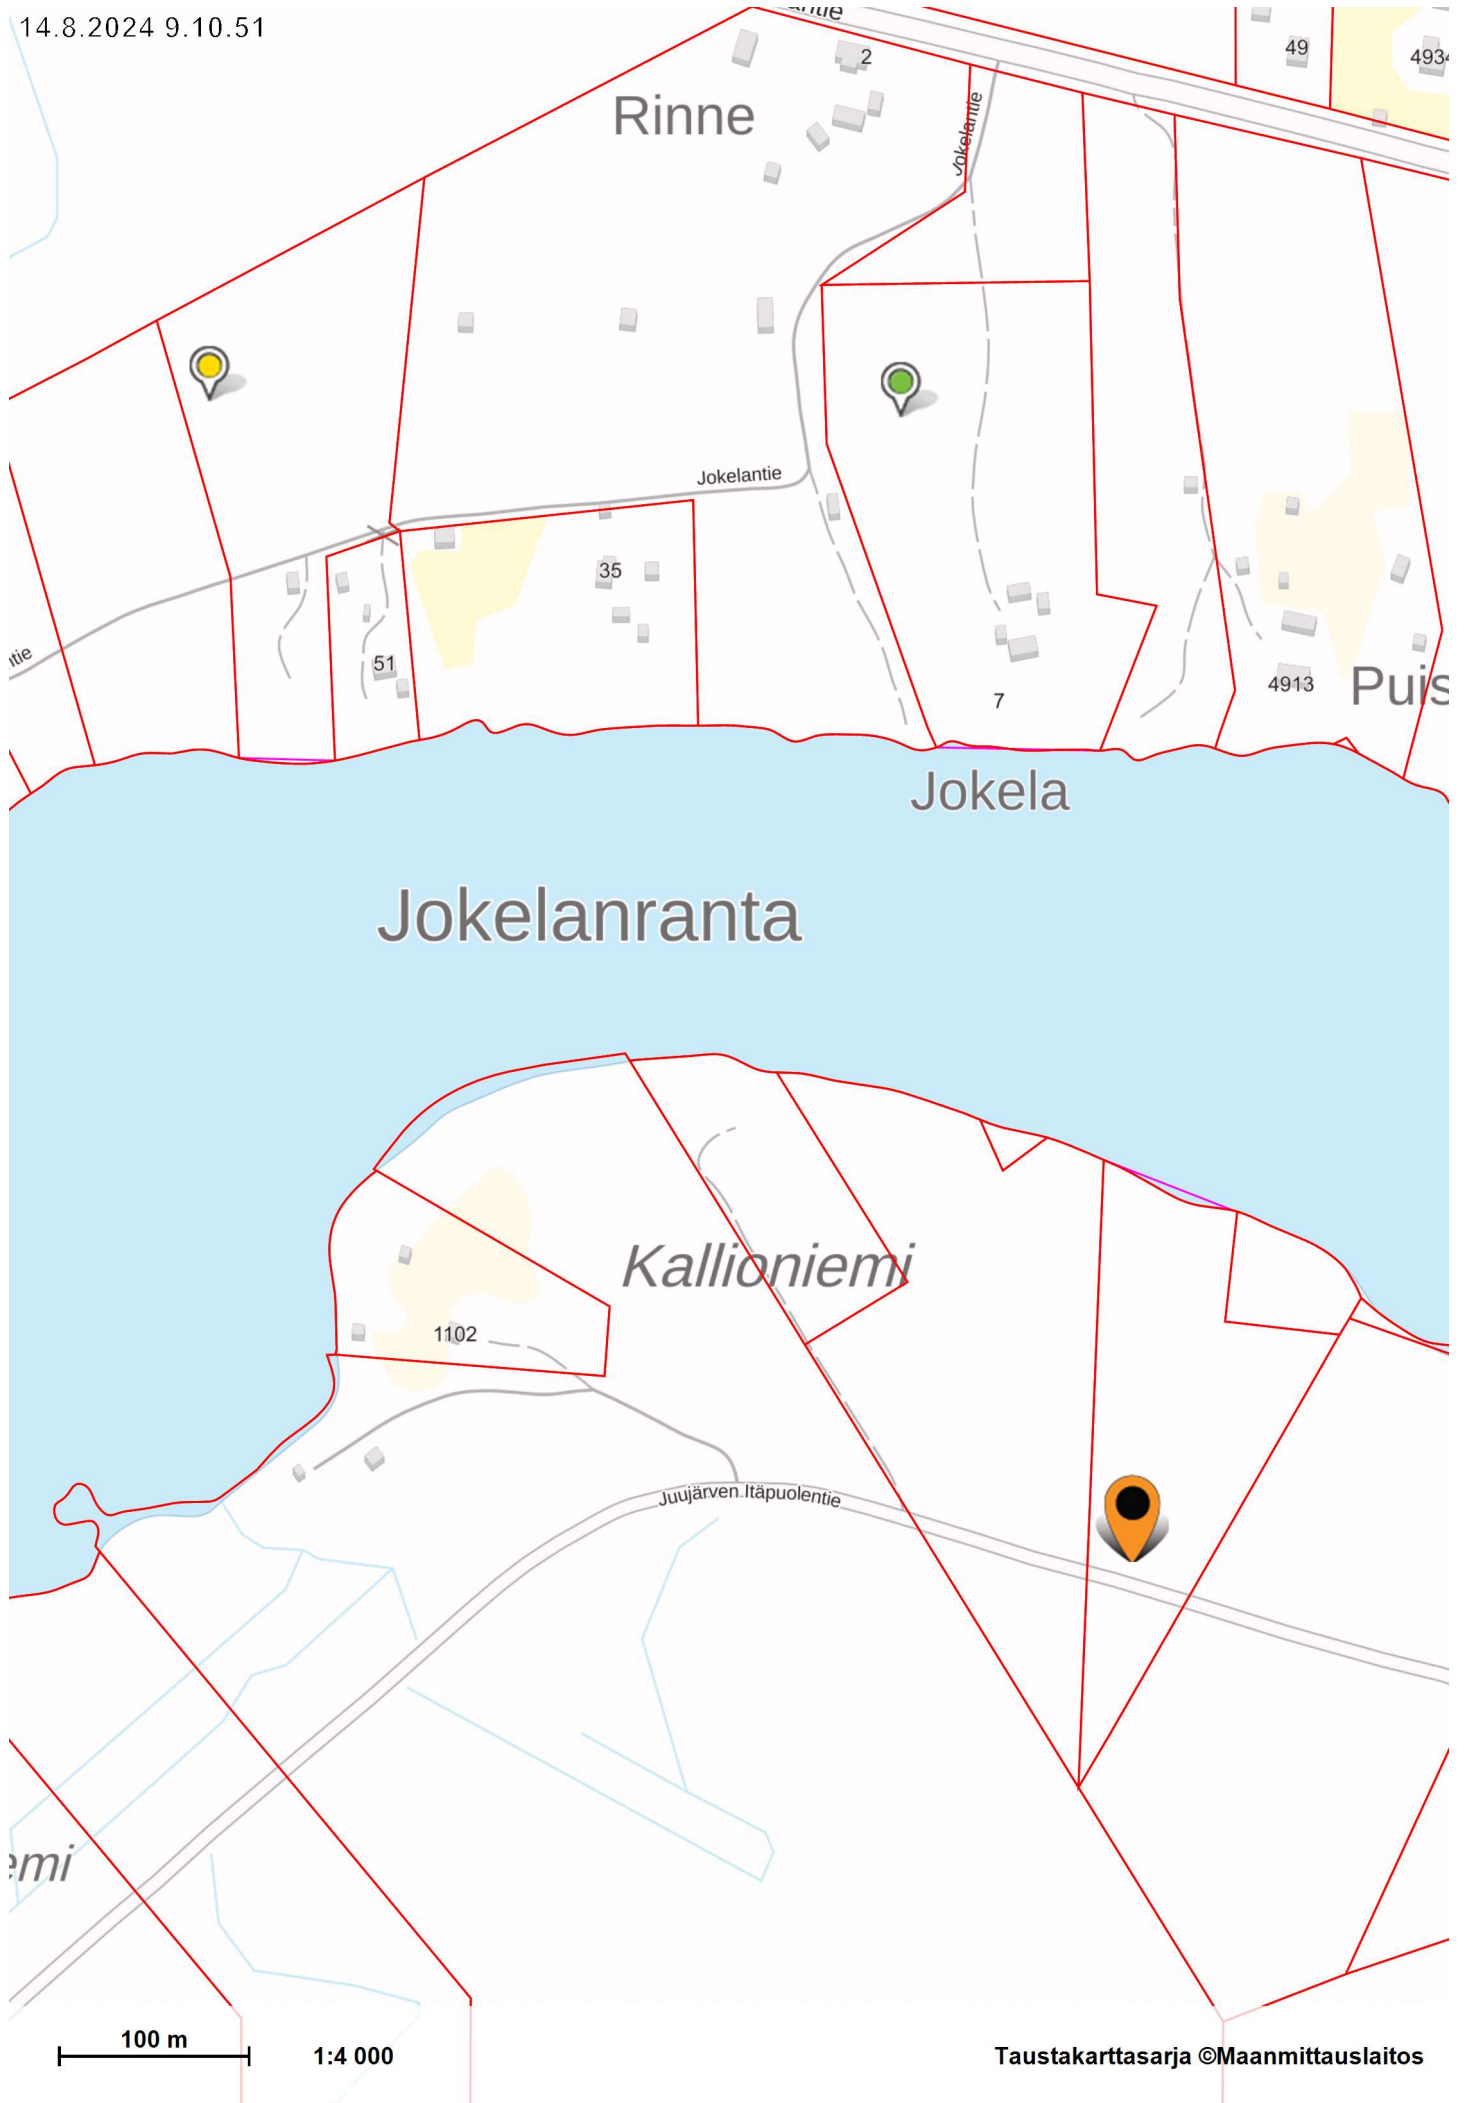 14.8.2024 9.10.51
2
49
Rinne
Jokelantie
Jokelantie
35
51
7
4913
Jokela
Jokelanranta
Kallioniemi
1102
Juujärven Itäpuolentie
100 m
1:4 000
Taustakarttasarja ©Maanmittauslaitos